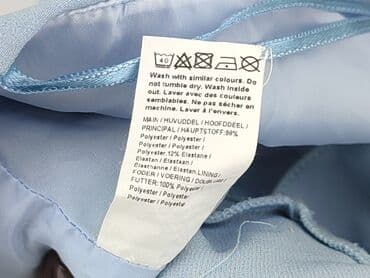 40
Wash with similar colours. Do
not tumble dry. Wash inside
out. Laver avec des couleurs
semblables. Ne pas sécher en
machine. Laver à l'envers.
MAIN / HUVUDDEL / HOOFDDEEL /
PRINCIPAL / HAUPTSTOFF:88%
Polyester / Polyester /
Polyester / Polyester /
Polyester,12% Elastane /
Elastan / Elastaan /
Élasthanne / Elastan.LINING /
FODER / VOERING / DOUBLURE /
FUTTER:100% Polyester /
Polyester / Polyester /
Polyester / Polyester